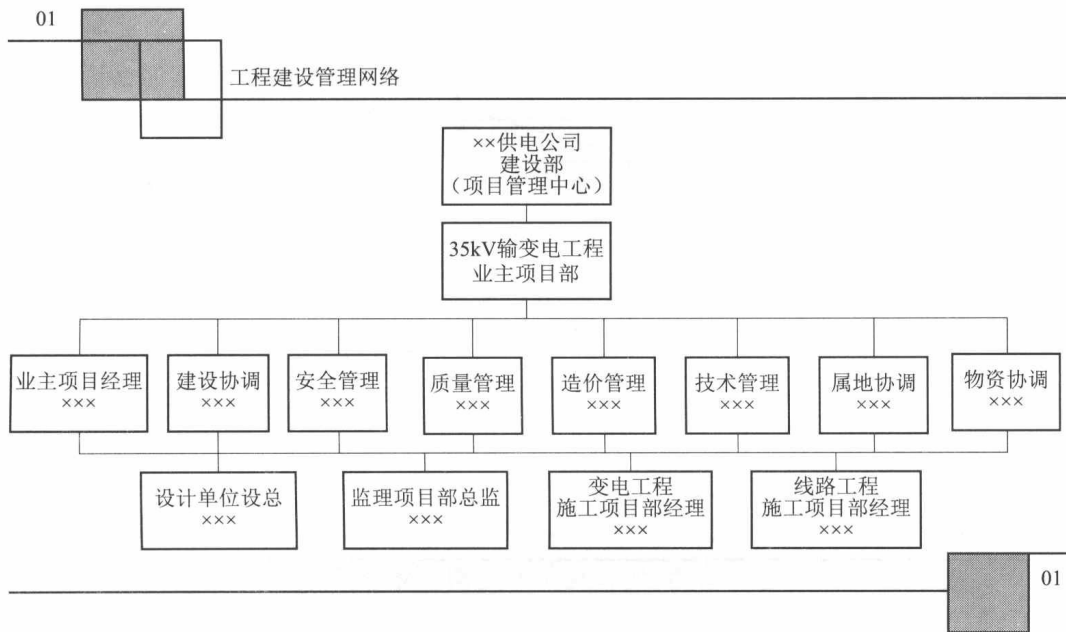 01
工程建设管理网络
××供电公司
建设部
（项目管理中心）
35kV输变电工程
业主项目部
业主项目经理
×××
建设协调
×××
安全管理
×××
质量管理
×××
造价管理
×××
技术管理
×××
属地协调
×××
物资协调
×××
设计单位设总
×××
监理项目部总监
×××
变电工程
施工项目部经理
×××
线路工程
施工项目部经理
×××
01